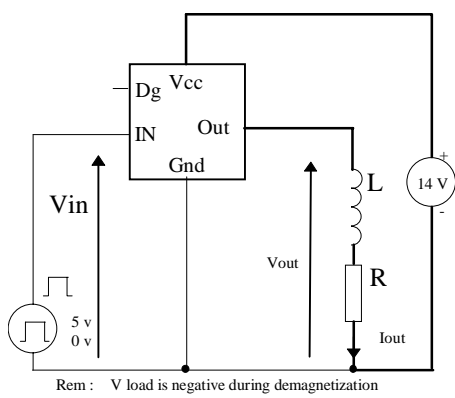 Vcc
Dg
+
Out
IN
14 V
Gnd
-
L
Vin
Vout
R
Iout
5 v
0 v
Rem : V load is negative during demagnetization